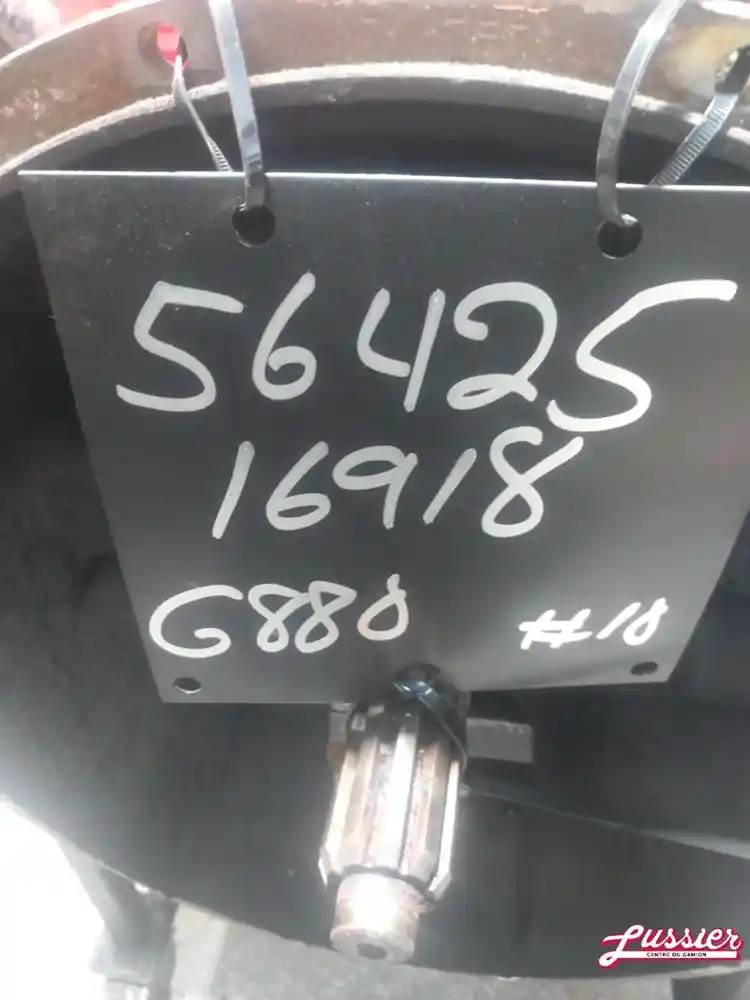 56425
16918
G880 #18
Lussier
CENTRE DU CAMION